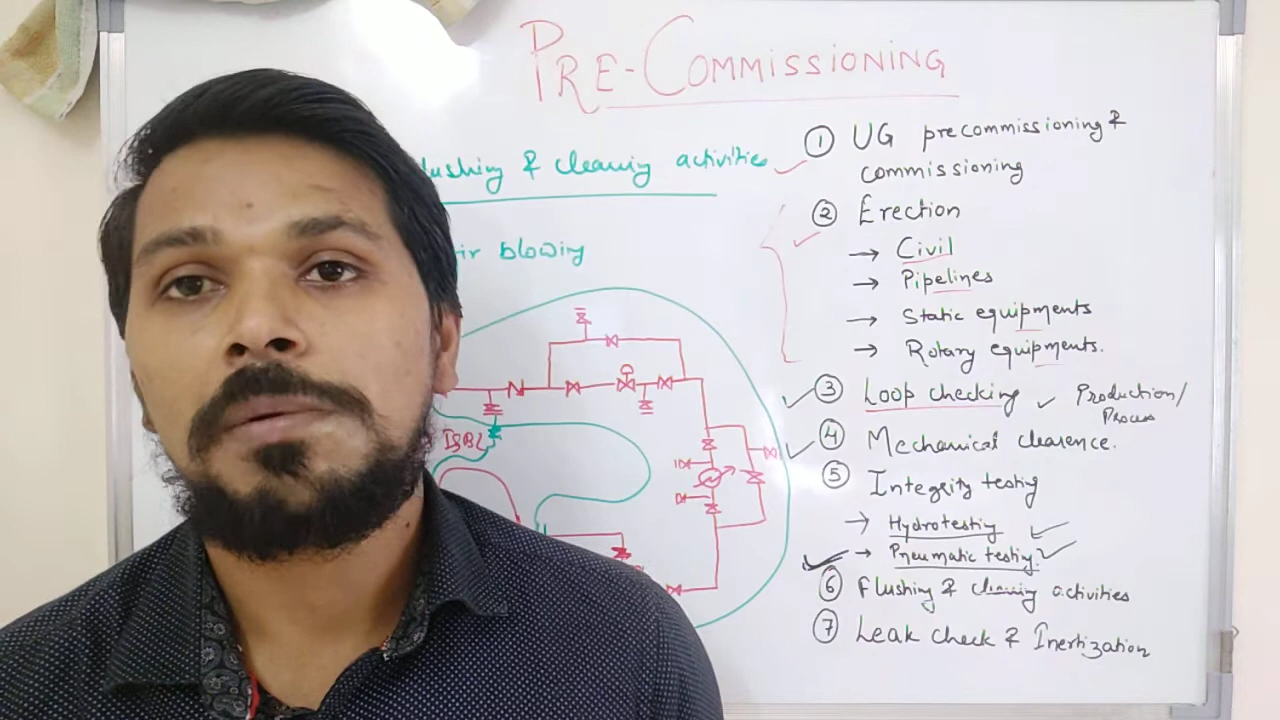 PRE-COMMISSIONING
lushing & cleaning activities
ir blowing
ISBL
① UG precommissioning &
commissioning
② Erection
→ Civil
→ Pipelines
→ Static equipments
→ Rotary equipments.
③ Loop checking ✓ Production/
Process
④ Mechanical clearence.
⑤ Integrity testing
→ Hydrotesting
→ Pneumatic testing
⑥ Flushing & cleaning activities
⑦ Leak check & Inertization